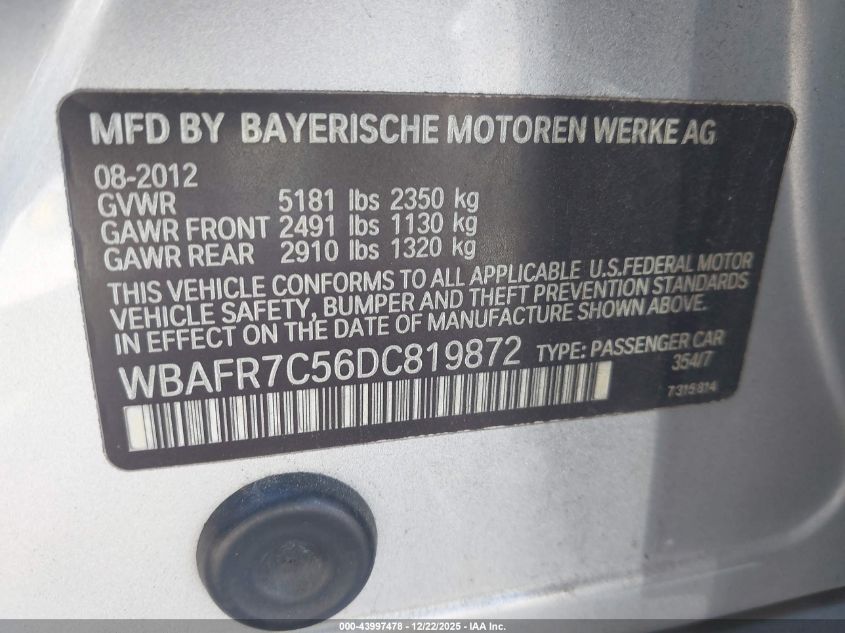 MFD BY BAYERISCHE MOTOREN WERKE AG
08-2012
GVWR 5181 lbs 2350 kg
GAWR FRONT 2491 lbs 1130 kg
GAWR REAR 2910 lbs 1320 kg
THIS VEHICLE CONFORMS TO ALL APPLICABLE U.S.FEDERAL MOTOR
VEHICLE SAFETY, BUMPER AND THEFT PREVENTION STANDARDS
IN EFFECT ON THE DATE OF MANUFACTURE SHOWN ABOVE.
WBAFR7C56DC819872 TYPE: PASSENGER CAR
354/7
7315814
000-43997478 - 12/22/2025 - IAA Inc.